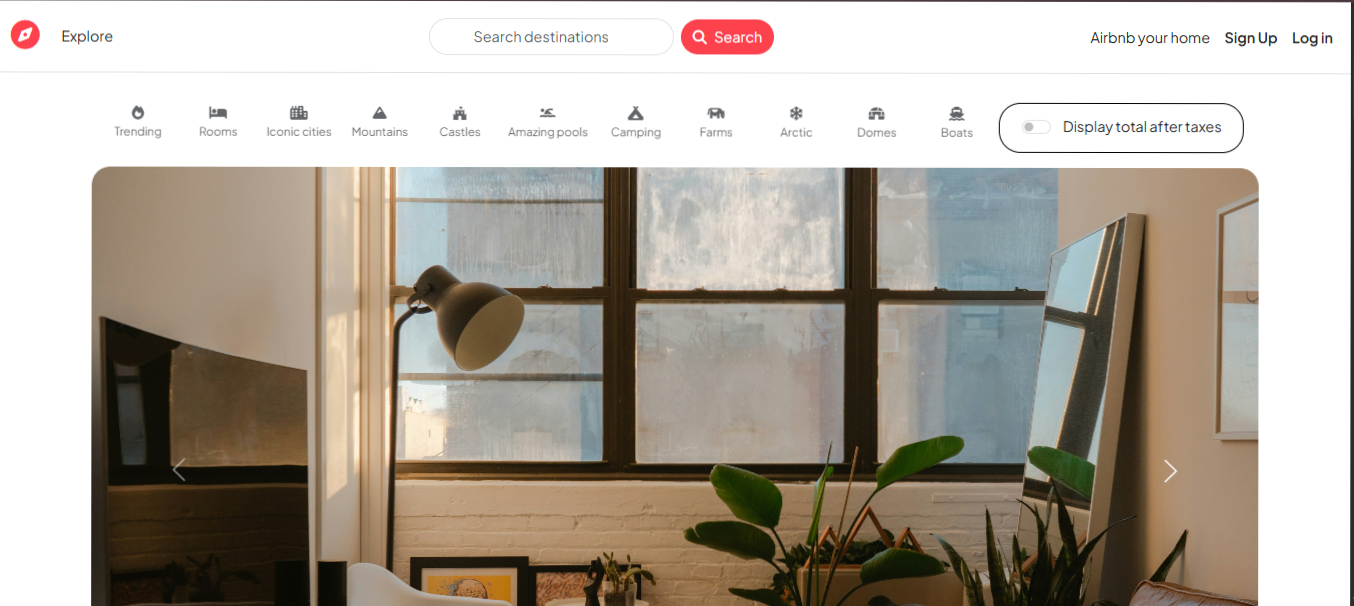 Explore
Search destinations
Search
Airbnb your home
Sign Up
Log in
Trending
Rooms
Iconic cities
Mountains
Castles
Amazing pools
Camping
Farms
Arctic
Domes
Boats
Display total after taxes